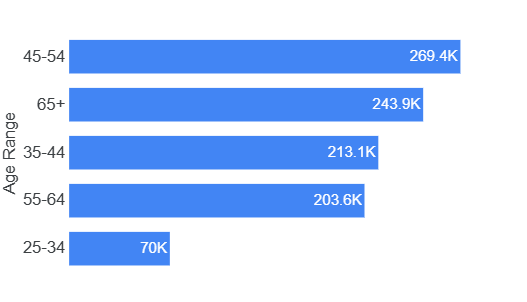 Age Range
45-54 269.4K
65+ 243.9K
35-44 213.1K
55-64 203.6K
25-34 70K